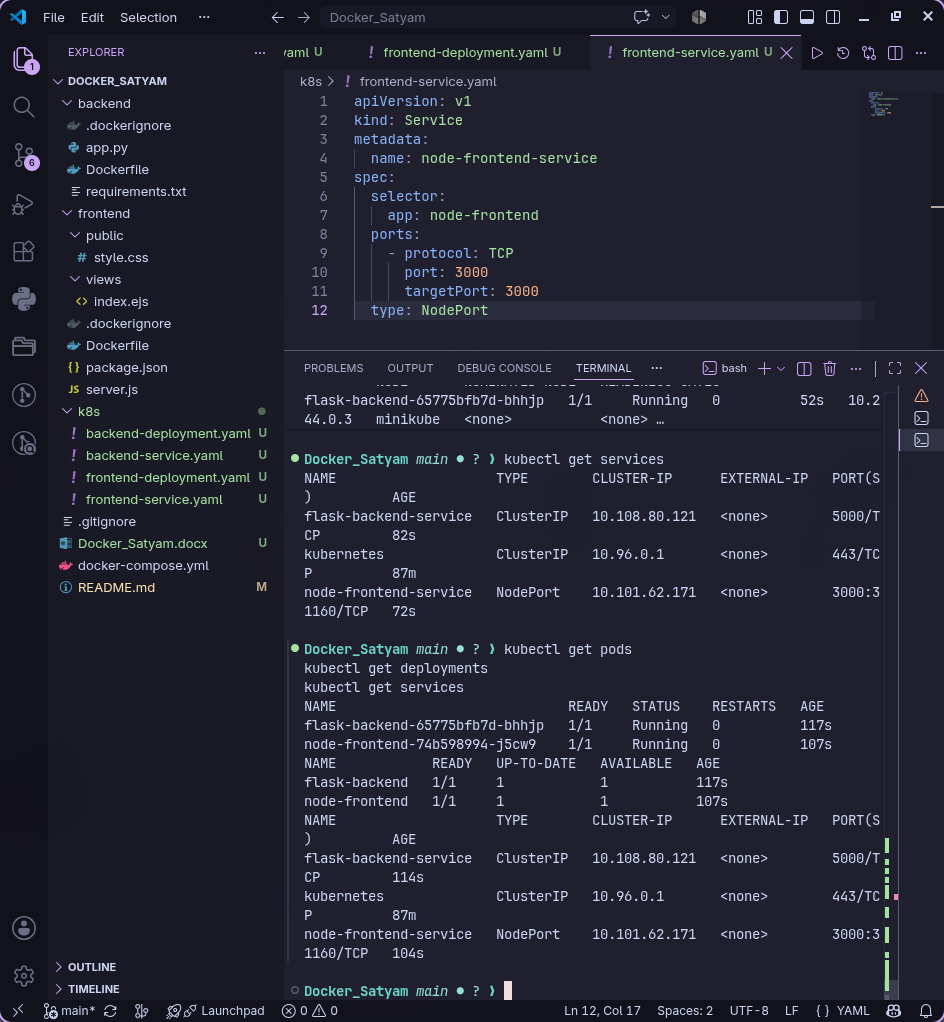 File Edit Selection ··· Docker_Satyam
EXPLORER ···
1
6
DOCKER_SATYAM
backend
.dockerignore
app.py
Dockerfile
requirements.txt
frontend
public
# style.css
views
<> index.ejs
.dockerignore
Dockerfile
{} package.json
JS server.js
k8s
! backend-deployment.yaml U
! backend-service.yaml U
! frontend-deployment.yaml U
! frontend-service.yaml U
.gitignore
Docker_Satyam.docx U
docker-compose.yml
README.md M
OUTLINE
TIMELINE
yaml U ! frontend-deployment.yaml U ! frontend-service.yaml U
k8s > ! frontend-service.yaml
1 apiVersion: v1
2 kind: Service
3 metadata:
4 name: node-frontend-service
5 spec:
6 selector:
7 app: node-frontend
8 ports:
9 - protocol: TCP
10 port: 3000
11 targetPort: 3000
12 type: NodePort
PROBLEMS OUTPUT DEBUG CONSOLE TERMINAL ··· bash
flask-backend-65775bfb7d-bhhjp 1/1 Running 0 52s 10.2
44.0.3 minikube <none> <none> …
Docker_Satyam main ● ? ❯ kubectl get services
NAME TYPE CLUSTER-IP EXTERNAL-IP PORT(S
) AGE
flask-backend-service ClusterIP 10.108.80.121 <none> 5000/T
CP 82s
kubernetes ClusterIP 10.96.0.1 <none> 443/TC
P 87m
node-frontend-service NodePort 10.101.62.171 <none> 3000:3
1160/TCP 72s
Docker_Satyam main ● ? ❯ kubectl get pods
kubectl get deployments
kubectl get services
NAME READY STATUS RESTARTS AGE
flask-backend-65775bfb7d-bhhjp 1/1 Running 0 117s
node-frontend-74b598994-j5cw9 1/1 Running 0 107s
NAME READY UP-TO-DATE AVAILABLE AGE
flask-backend 1/1 1 1 117s
node-frontend 1/1 1 1 107s
NAME TYPE CLUSTER-IP EXTERNAL-IP PORT(S
) AGE
flask-backend-service ClusterIP 10.108.80.121 <none> 5000/T
CP 114s
kubernetes ClusterIP 10.96.0.1 <none> 443/TC
P 87m
node-frontend-service NodePort 10.101.62.171 <none> 3000:3
1160/TCP 104s
Docker_Satyam main ● ? ❯
main* Launchpad 0 0 Ln 12, Col 17 Spaces: 2 UTF-8 LF {} YAML